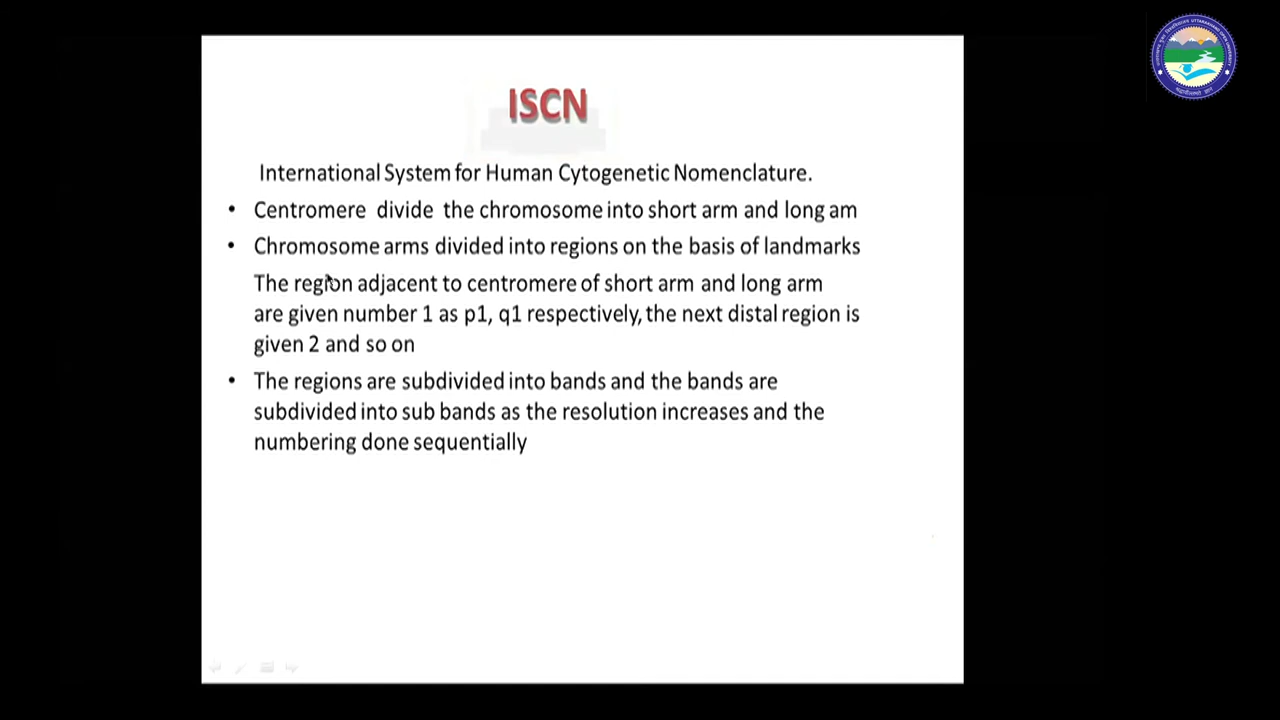 ISCN
International System for Human Cytogenetic Nomenclature.
• Centromere divide the chromosome into short arm and long am
• Chromosome arms divided into regions on the basis of landmarks
The region adjacent to centromere of short arm and long arm
are given number 1 as p1, q1 respectively, the next distal region is
given 2 and so on
• The regions are subdivided into bands and the bands are
subdivided into sub bands as the resolution increases and the
numbering done sequentially